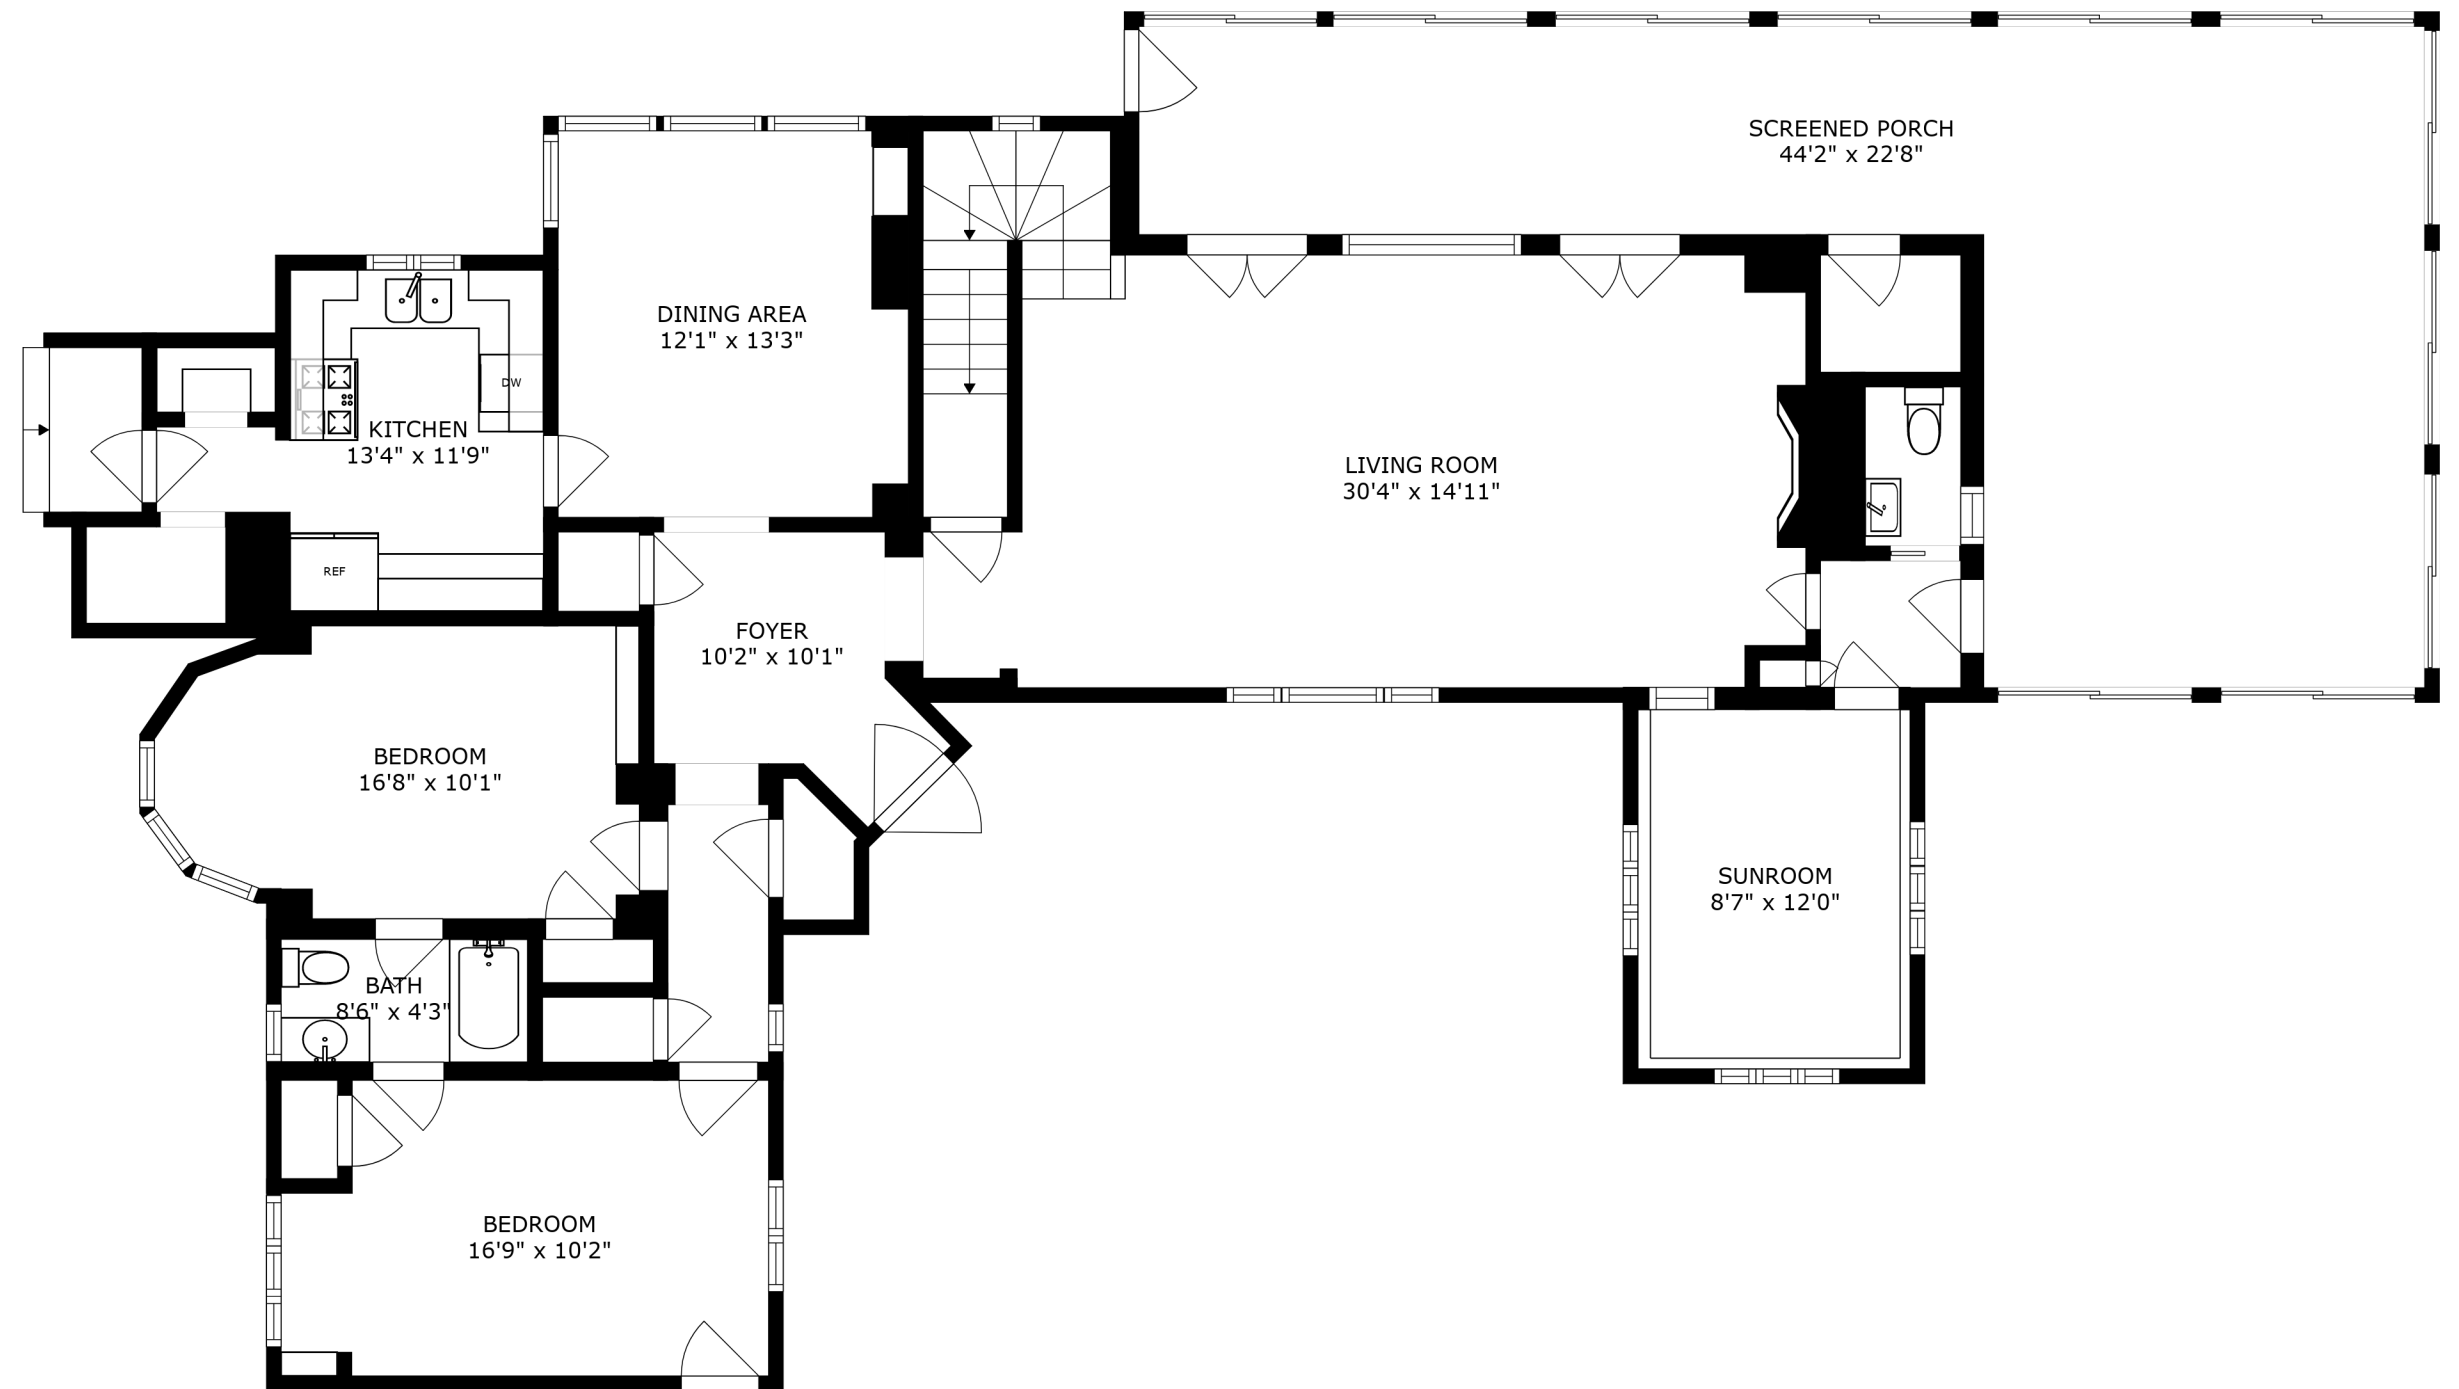 SCREENED PORCH
44'2" x 22'8"
DINING AREA
12'1" x 13'3"
DW
KITCHEN
13'4" x 11'9"
LIVING ROOM
30'4" x 14'11"
REF
FOYER
10'2" x 10'1"
BEDROOM
16'8" x 10'1"
SUNROOM
8'7" x 12'0"
BATH
8'6" x 4'3"
BEDROOM
16'9" x 10'2"